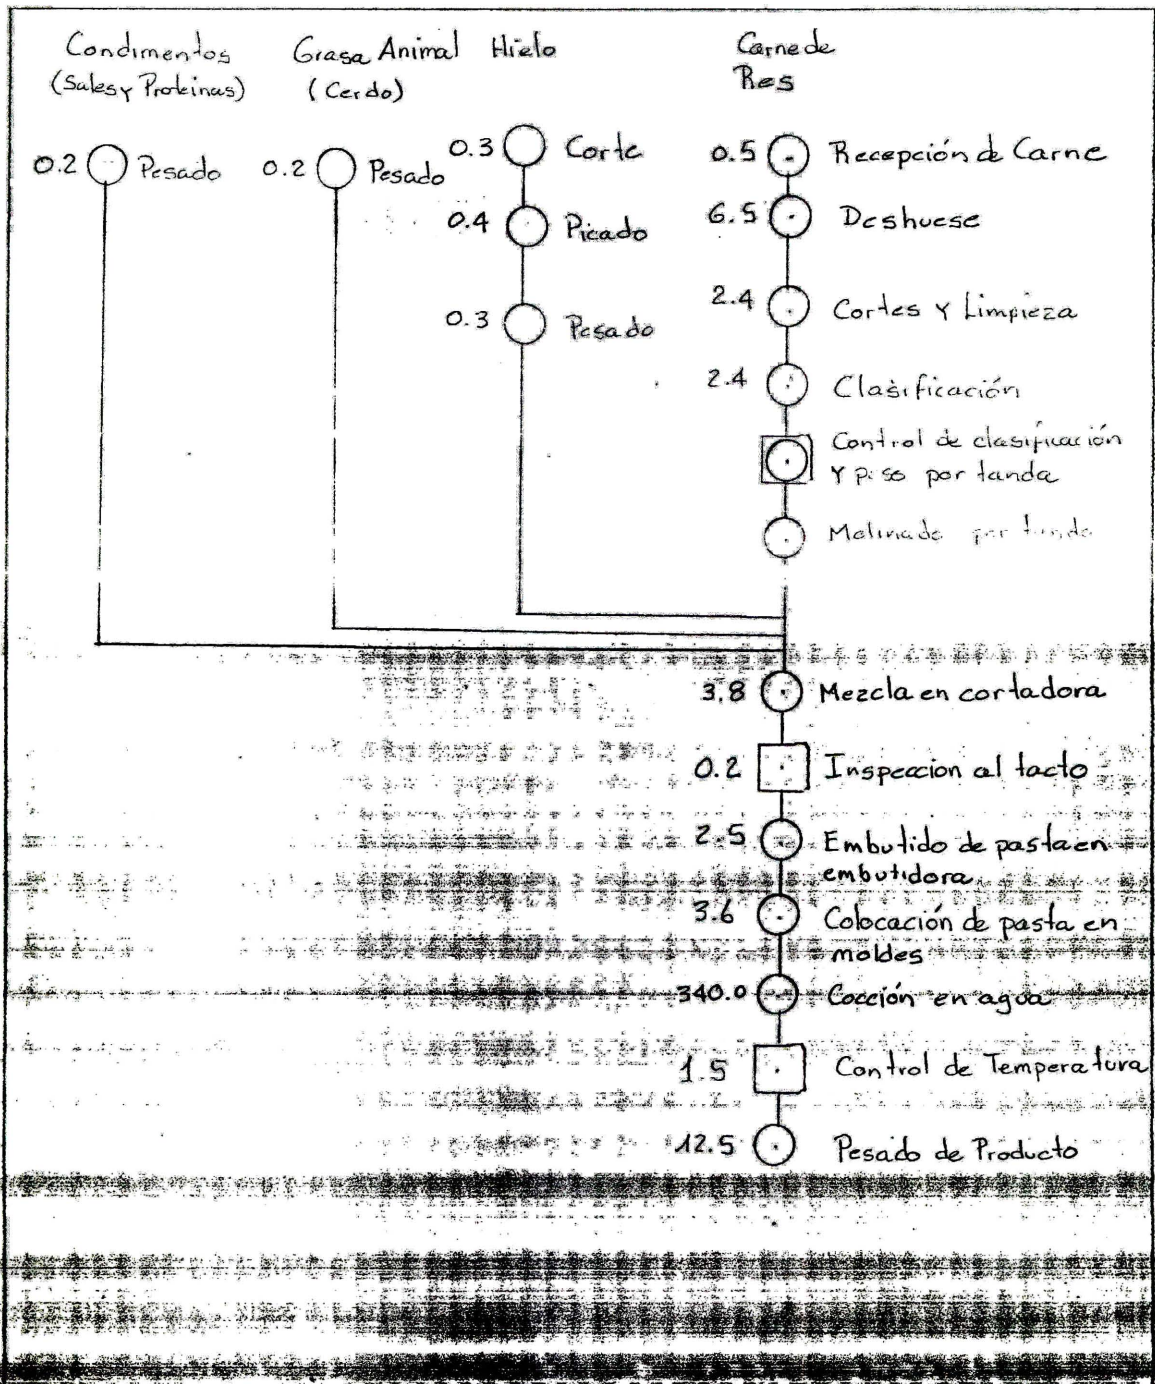 Condimentos
(Sales y Proteinas)
Grasa Animal
(Cerdo)
Hielo
Carne de
Res
0.2 Pesado
0.2 Pesado
0.3 Corte
0.4 Picado
0.3 Pesado
0.5 Recepción de Carne
6.5 Deshuese
2.4 Cortes y Limpieza
2.4 Clasificación
Control de clasificación
y peso por tanda
Molinado por tanda
3.8 Mezcla en cortadora
0.2 Inspeccion al tacto
2.5 Embutido de pasta en
embutidora
3.6 Colocación de pasta en
moldes
340.0 Cocción en agua
1.5 Control de Temperatura
12.5 Pesado de Producto